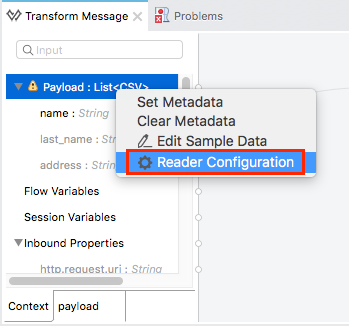 Transform Message
Problems
Input
Payload : List<CSV>
name : String
last_name : String
address : String
Flow Variables
Session Variables
Inbound Properties
http.request.uri : String
Set Metadata
Clear Metadata
Edit Sample Data
Reader Configuration
Context
payload